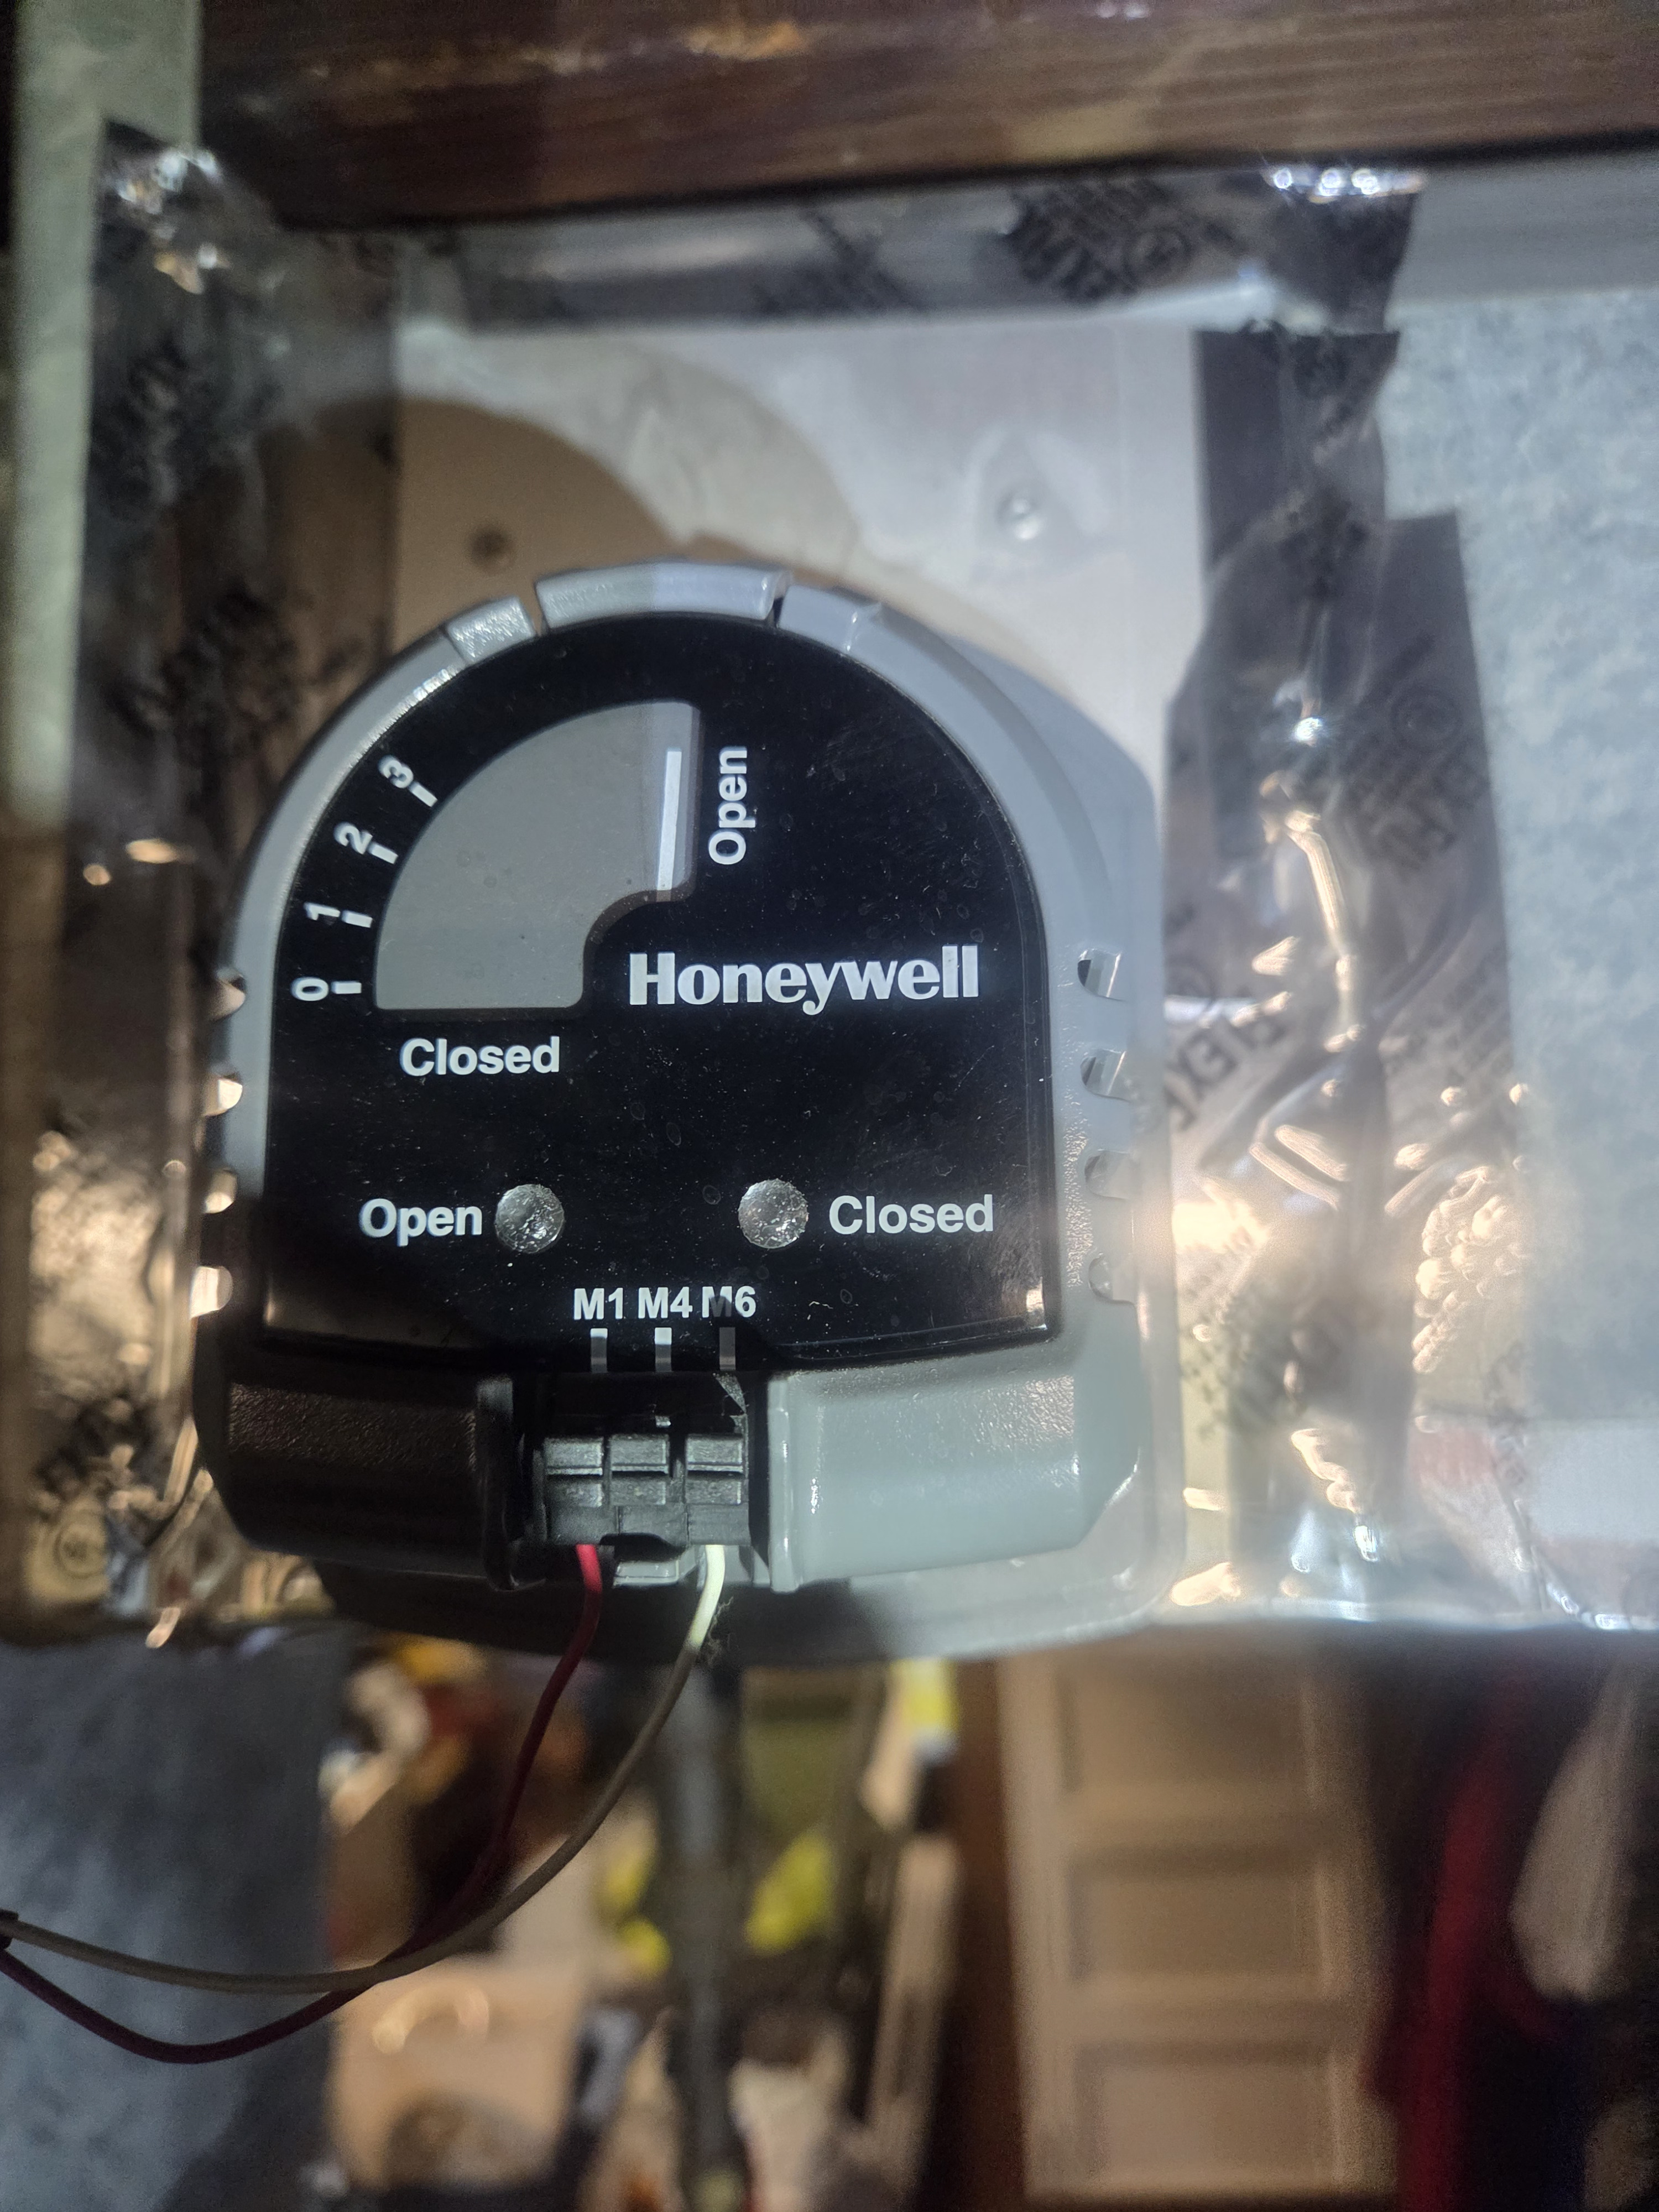 3
2
1
0
Open
Honeywell
Closed
Open Closed
M1 M4 M6